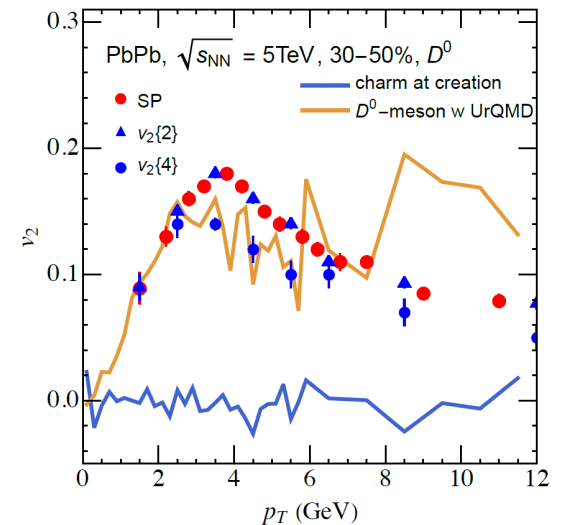 0.3
PbPb, √sNN = 5TeV, 30−50%, D⁰
charm at creation
SP
D⁰−meson w UrQMD
v₂{2}
v₂{4}
0.2
v₂
0.1
0.0
0 2 4 6 8 10 12
pT (GeV)